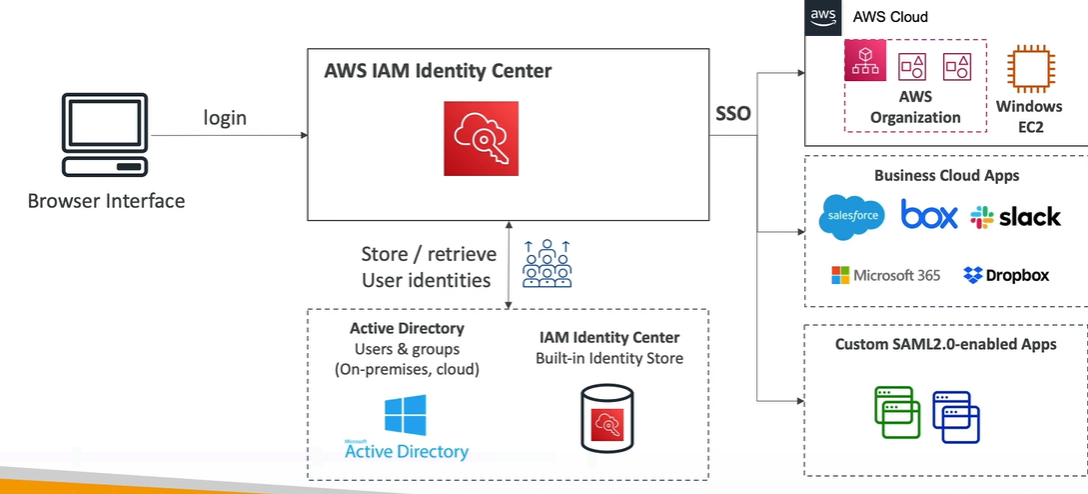 aws
AWS Cloud
AWS IAM Identity Center
AWS
Organization
Windows
EC2
login
SSO
Browser Interface
Business Cloud Apps
salesforce
box
slack
Microsoft 365
Dropbox
Store / retrieve
User identities
Active Directory
Users & groups
(On-premises, cloud)
Microsoft
Active Directory
IAM Identity Center
Built-in Identity Store
Custom SAML2.0-enabled Apps